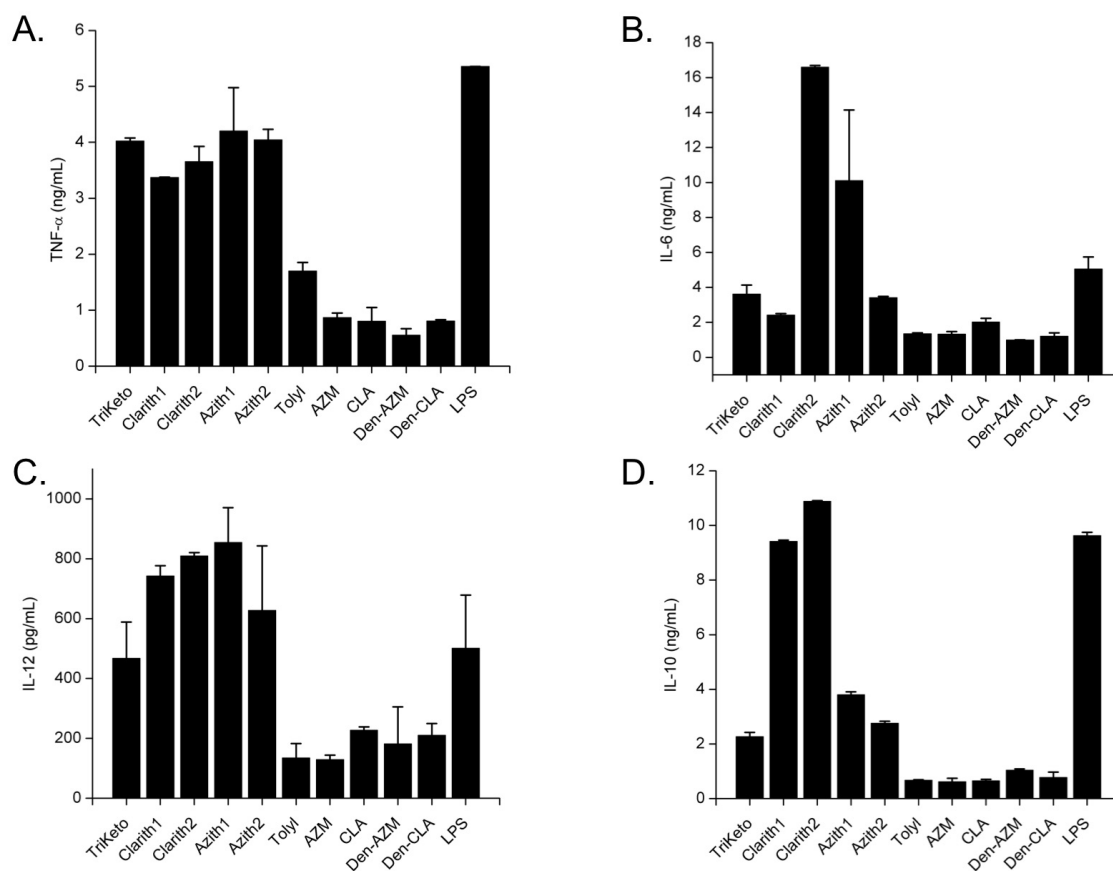 A.
TNF-α (ng/mL)
6
5
4
3
2
1
0
TriKeto
Clarith1
Clarith2
Azith1
Azith2
Tolyl
AZM
CLA
Den-AZM
Den-CLA
LPS
B.
IL-6 (ng/mL)
18
16
14
12
10
8
6
4
2
0
TriKeto
Clarith1
Clarith2
Azith1
Azith2
Tolyl
AZM
CLA
Den-AZM
Den-CLA
LPS
C.
IL-12 (pg/mL)
1000
800
600
400
200
0
TriKeto
Clarith1
Clarith2
Azith1
Azith2
Tolyl
AZM
CLA
Den-AZM
Den-CLA
LPS
D.
IL-10 (ng/mL)
12
10
8
6
4
2
0
TriKeto
Clarith1
Clarith2
Azith1
Azith2
Tolyl
AZM
CLA
Den-AZM
Den-CLA
LPS